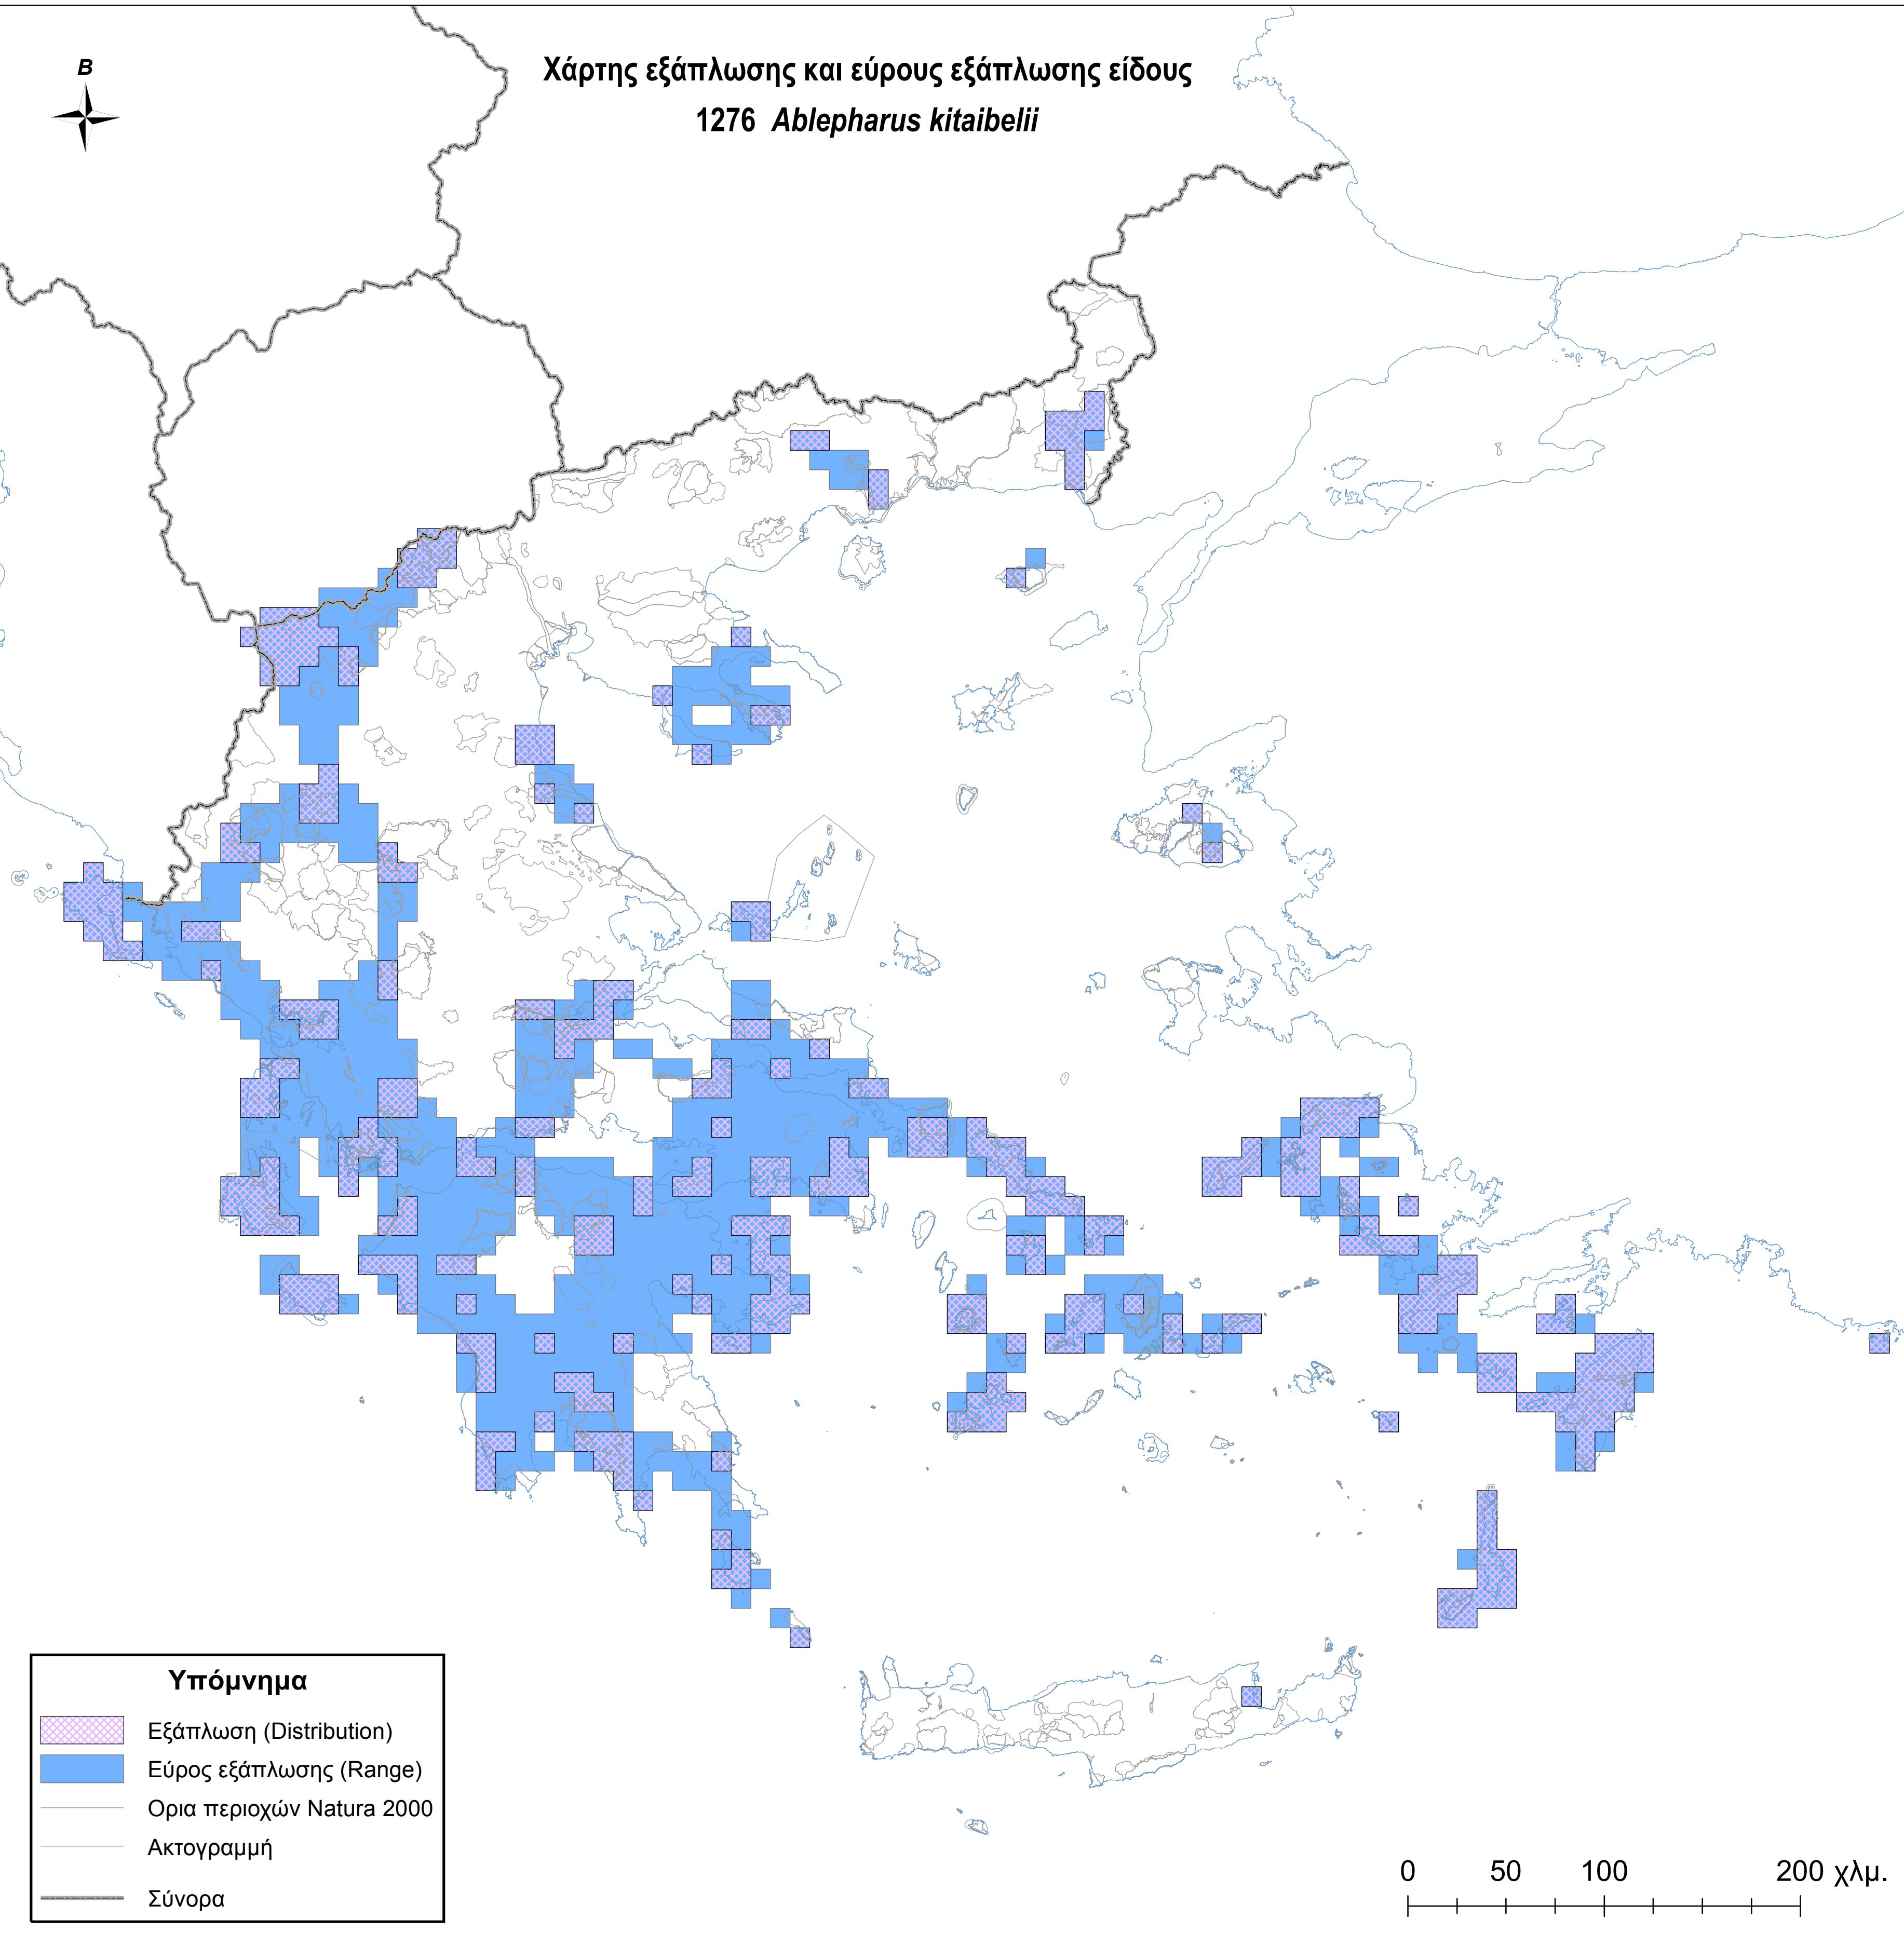 Χάρτης εξάπλωσης και εύρους εξάπλωσης είδους
1276 Ablepharus kitaibelii
B
Υπόμνημα
Εξάπλωση (Distribution)
Εύρος εξάπλωσης (Range)
Ορια περιοχών Natura 2000
Ακτογραμμή
Σύνορα
0 50 100 200 χλμ.